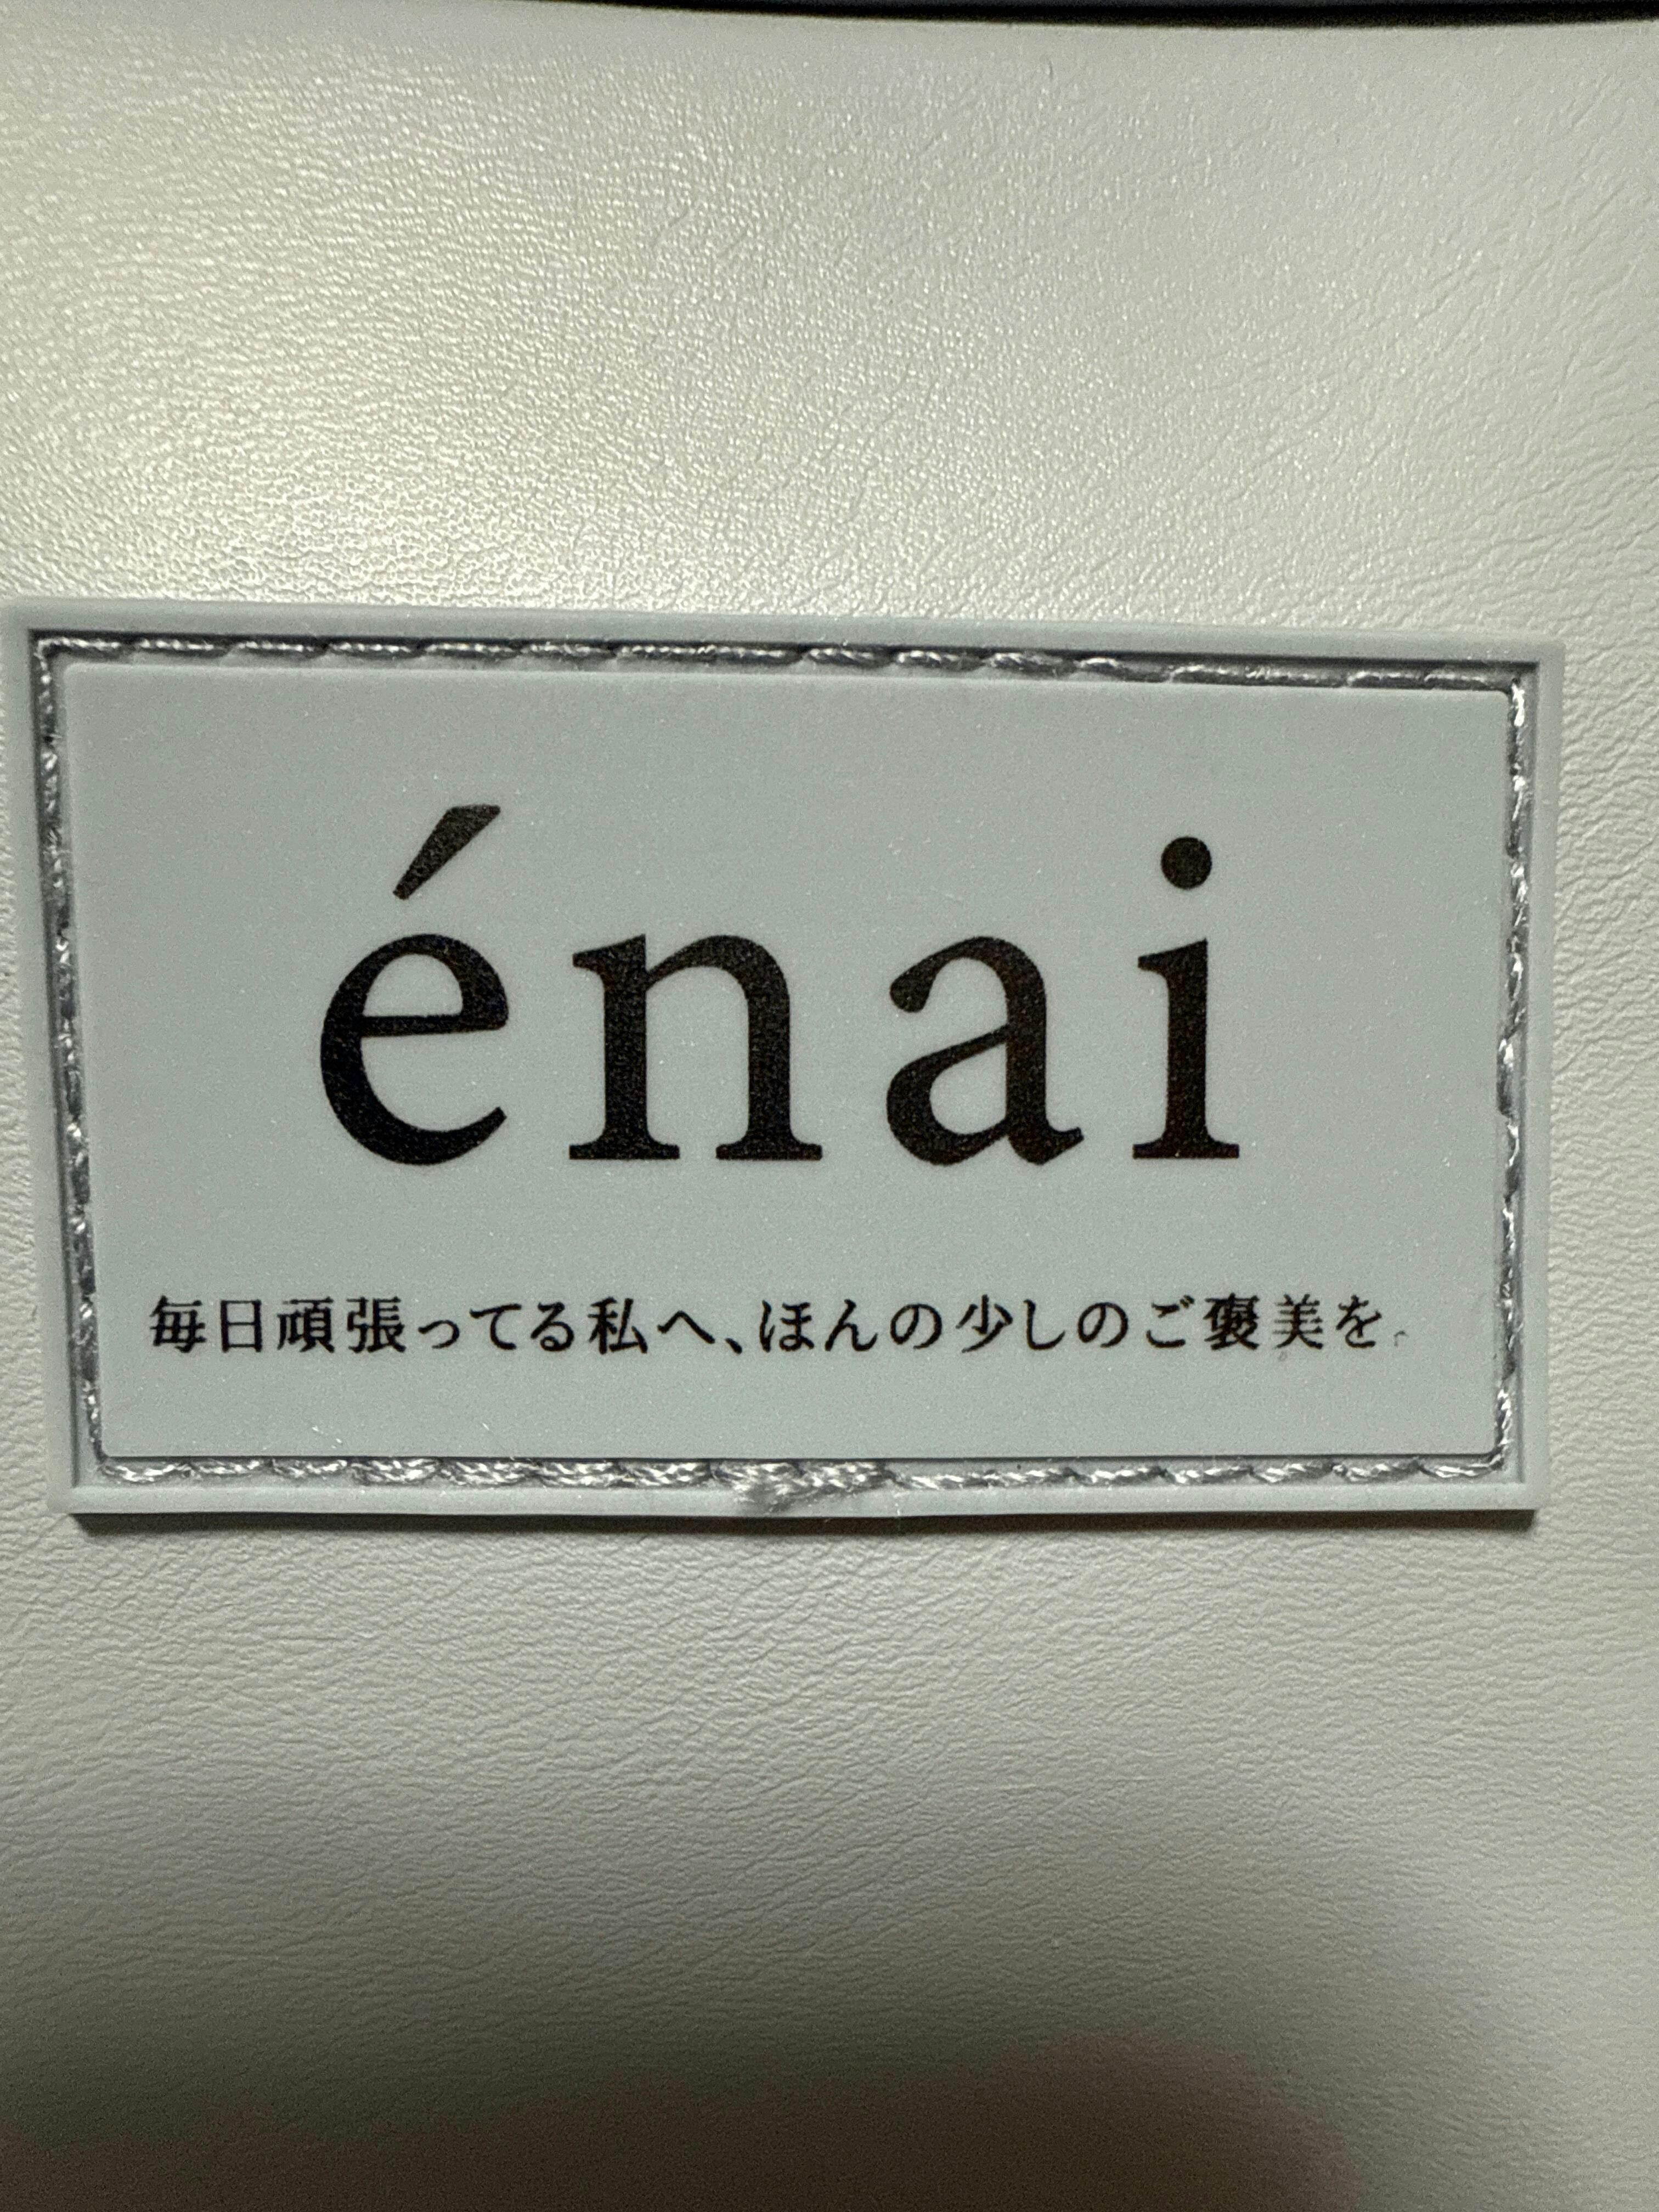 énai
毎日頑張ってる私へ、ほんの少しのご褒美を。